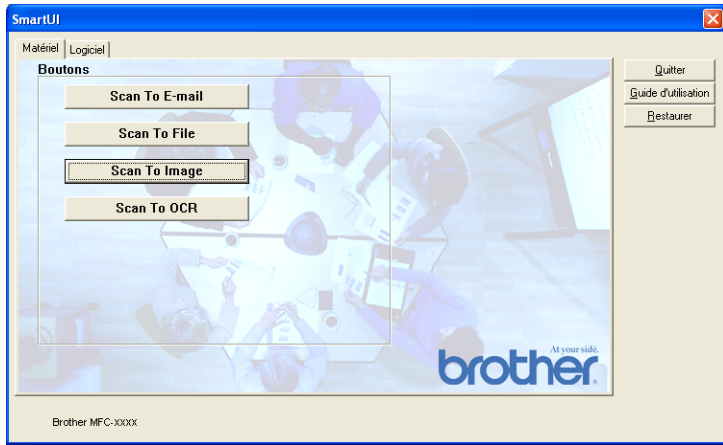 SmartUI
Matériel
Logiciel
Boutons
Scan To E-mail
Scan To File
Scan To Image
Scan To OCR
Quitter
Guide d'utilisation
Restaurer
At your side.
brother
Brother MFC-xxxx